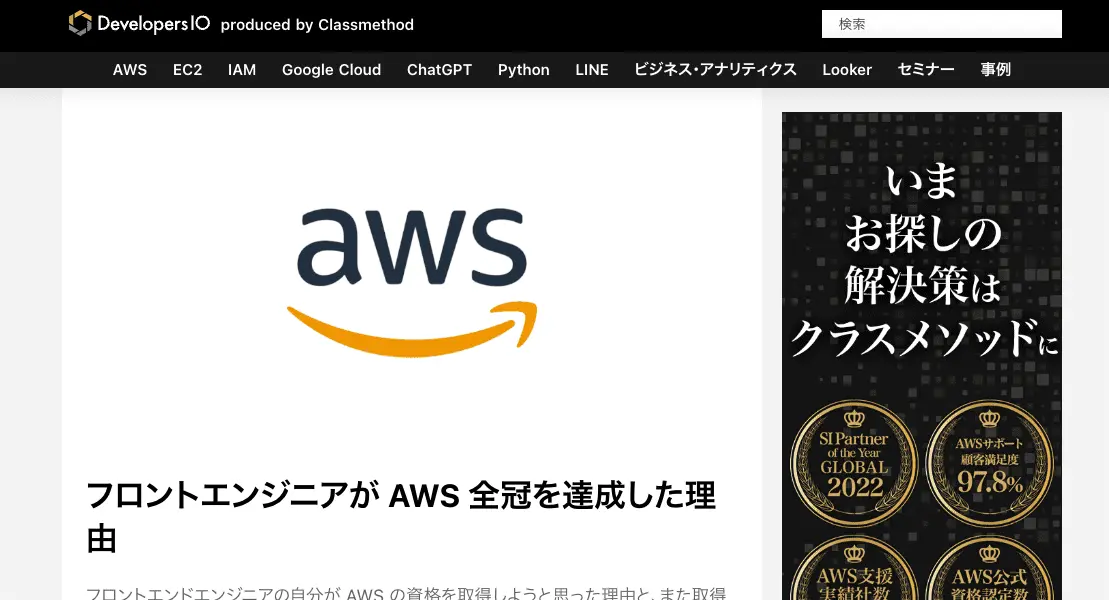 DevelopersIO produced by Classmethod
検索
AWS EC2 IAM Google Cloud ChatGPT Python LINE ビジネス・アナリティクス Looker セミナー 事例
aws
フロントエンジニアが AWS 全冠を達成した理
由
フロントエンドエンジニアの自分が AWS の資格を取得しようと思った理由と、また取得
いま
お探しの
解決策は
クラスメソッドに
SI Partner
of the Year
GLOBAL
2022
AWSサポート
顧客満足度
97.8%
AWS支援
実績社数
AWS公式
資格認定数